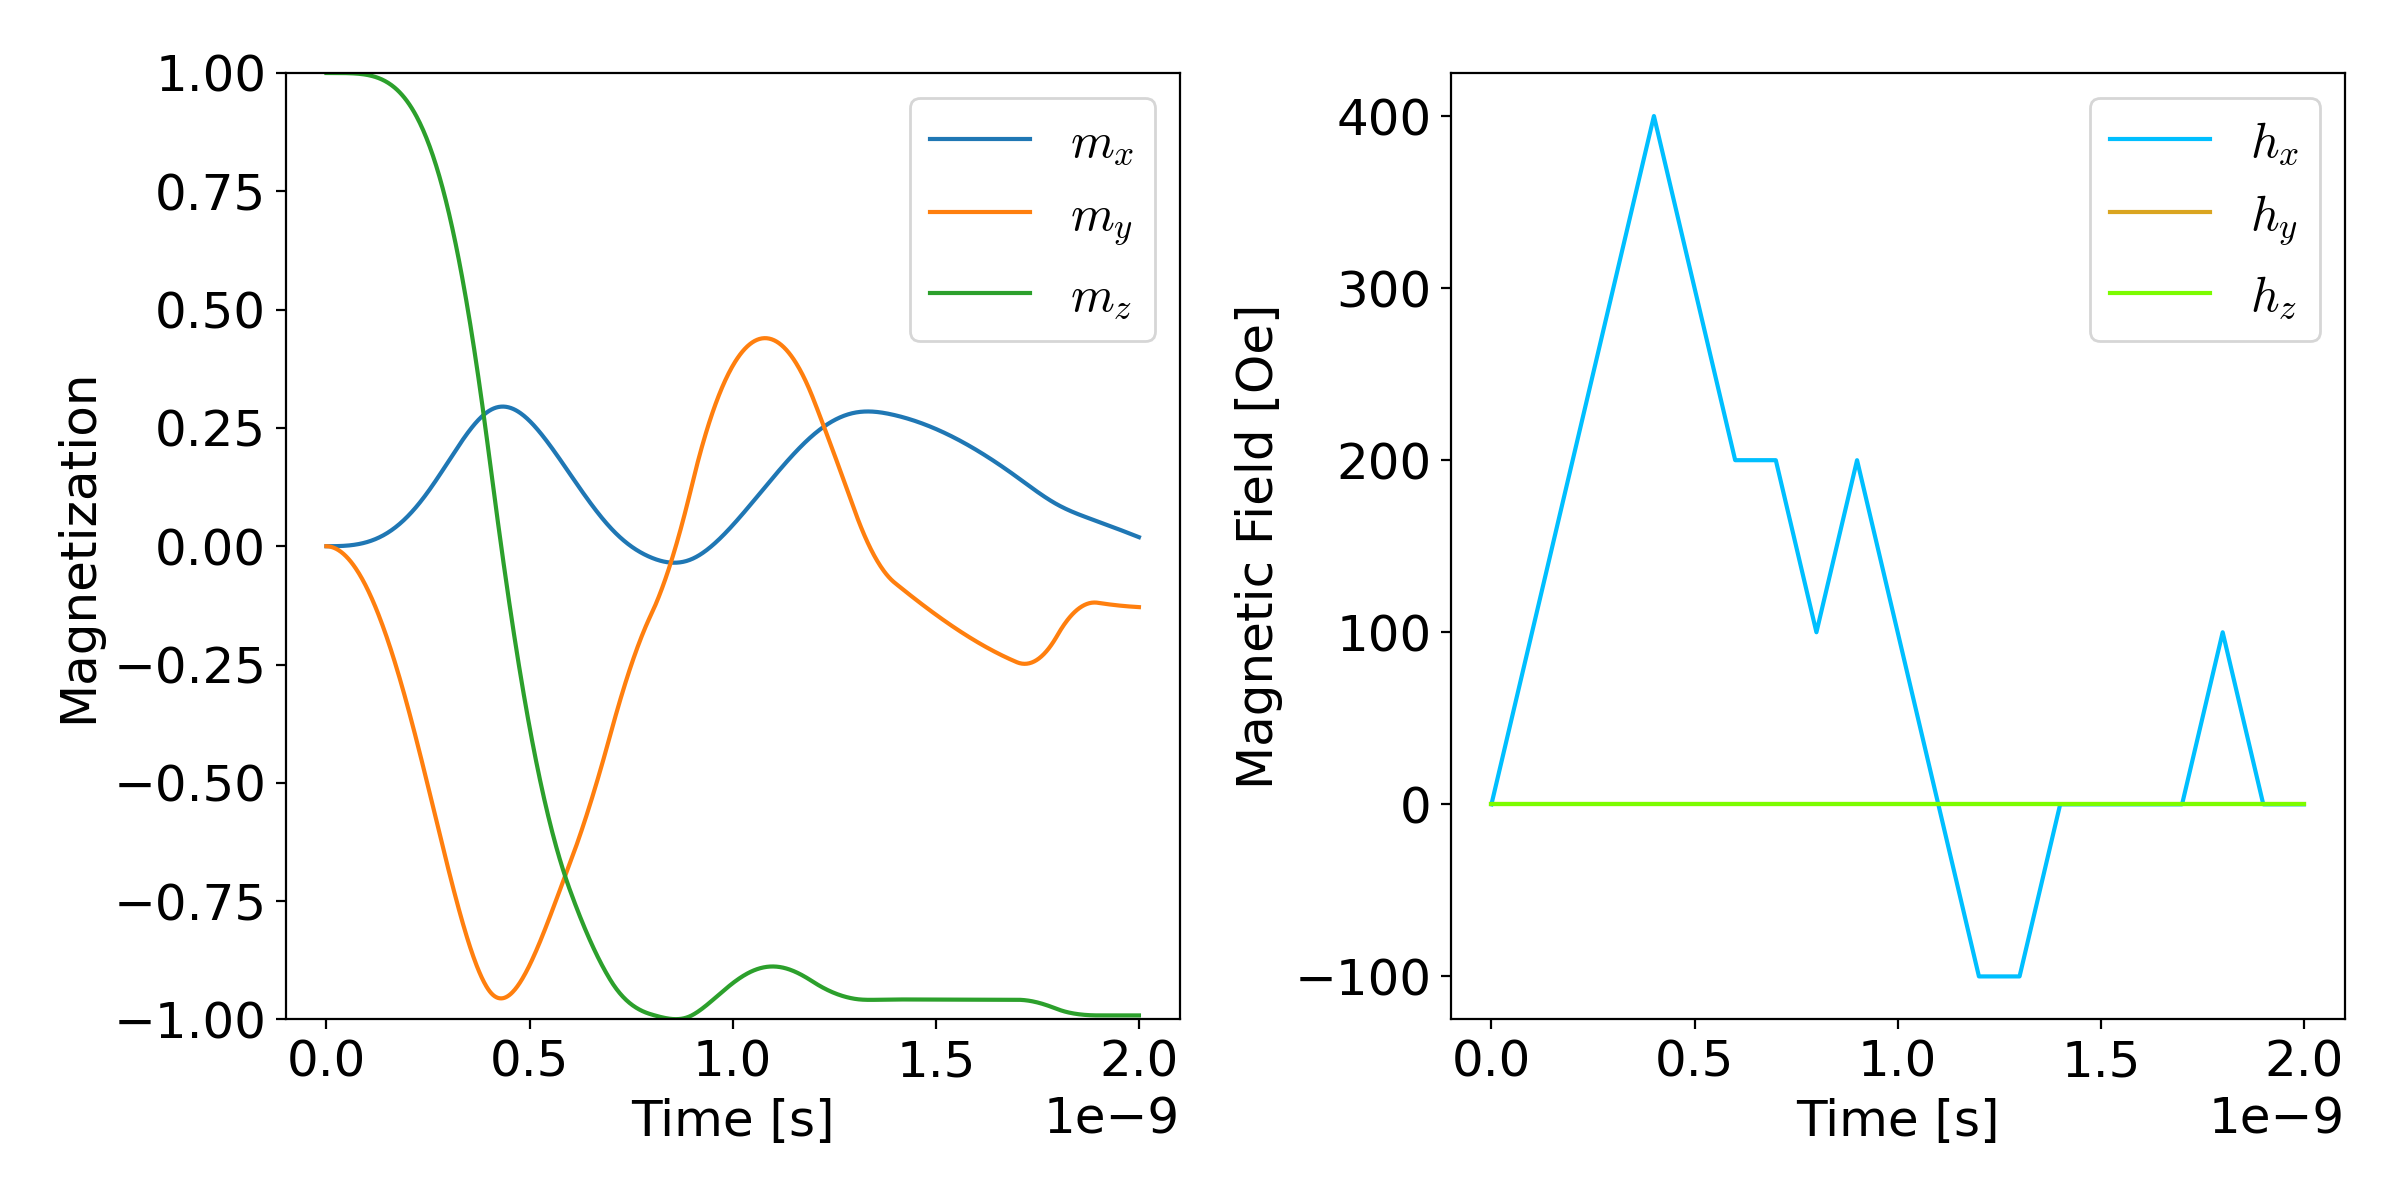 Magnetization
1.00
0.75
0.50
0.25
0.00
−0.25
−0.50
−0.75
−1.00
0.0 0.5 1.0 1.5 2.0
Time [s]
1e−9
m_x
m_y
m_z
Magnetic Field [Oe]
400
300
200
100
0
−100
0.0 0.5 1.0 1.5 2.0
Time [s]
1e−9
h_x
h_y
h_z